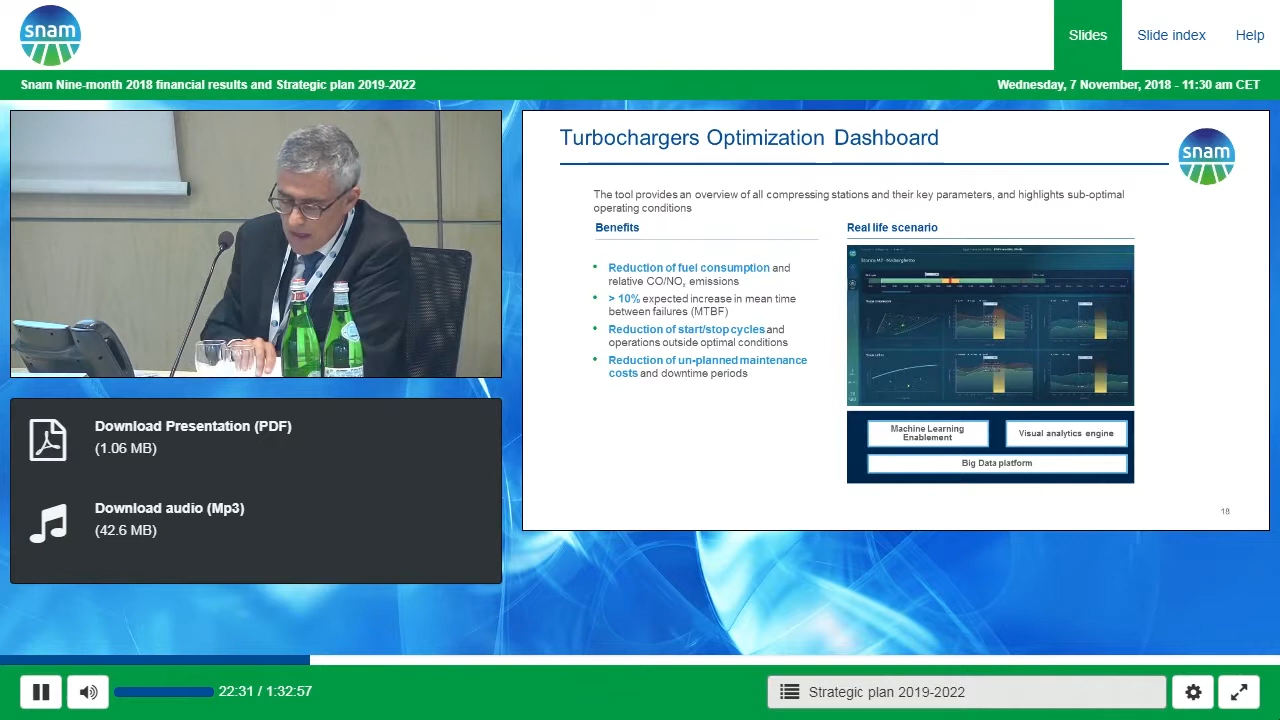 snam
Slides
Slide index
Help
Snam Nine-month 2018 financial results and Strategic plan 2019-2022
Wednesday, 7 November, 2018 - 11:30 am CET
Turbochargers Optimization Dashboard
snam
The tool provides an overview of all compressing stations and their key parameters, and highlights sub-optimal
operating conditions
Benefits
Real life scenario
• Reduction of fuel consumption and
relative CO/NOx emissions
• > 10% expected increase in mean time
between failures (MTBF)
• Reduction of start/stop cycles and
operations outside optimal conditions
• Reduction of un-planned maintenance
costs and downtime periods
Machine Learning
Enablement
Visual analytics engine
Big Data platform
18
Download Presentation (PDF)
(1.06 MB)
Download audio (Mp3)
(42.6 MB)
22:31 / 1:32:57
Strategic plan 2019-2022